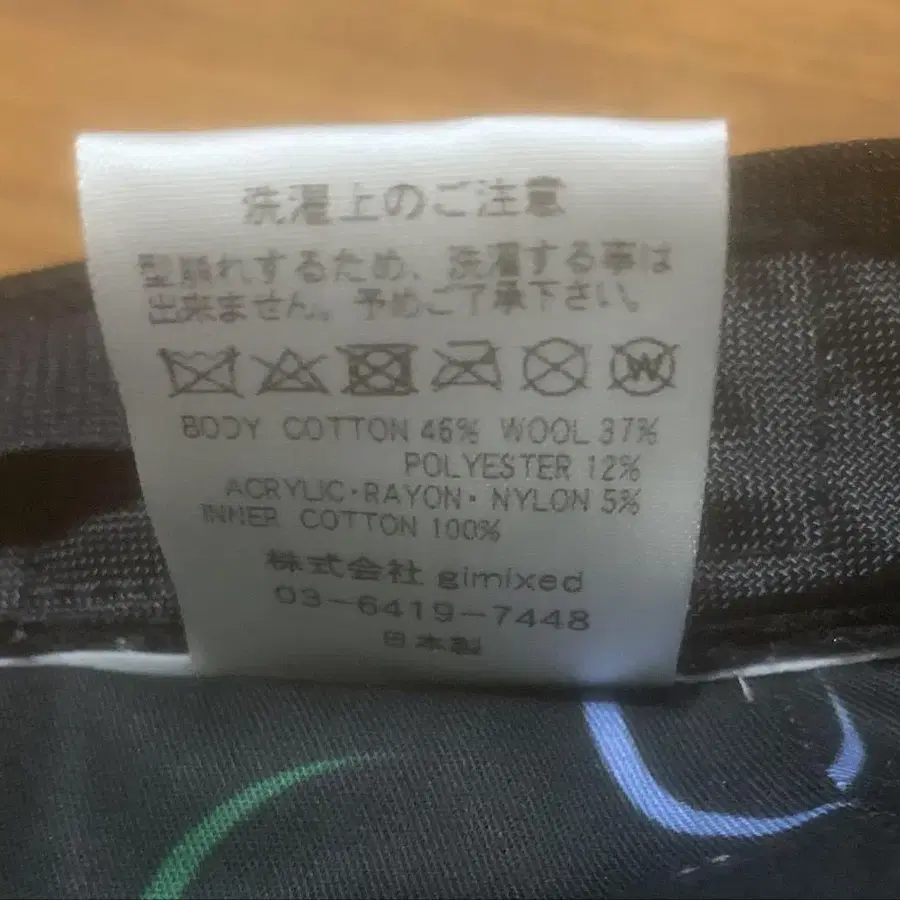 洗濯上のご注意
型崩れするため、洗濯する事は
出来ません。予めご了承下さい。
W
BODY COTTON 46% WOOL 37%
POLYESTER 12%
ACRYLIC・RAYON・NYLON 5%
INNER COTTON 100%
株式会社 gimixed
03-6419-7448
日本製